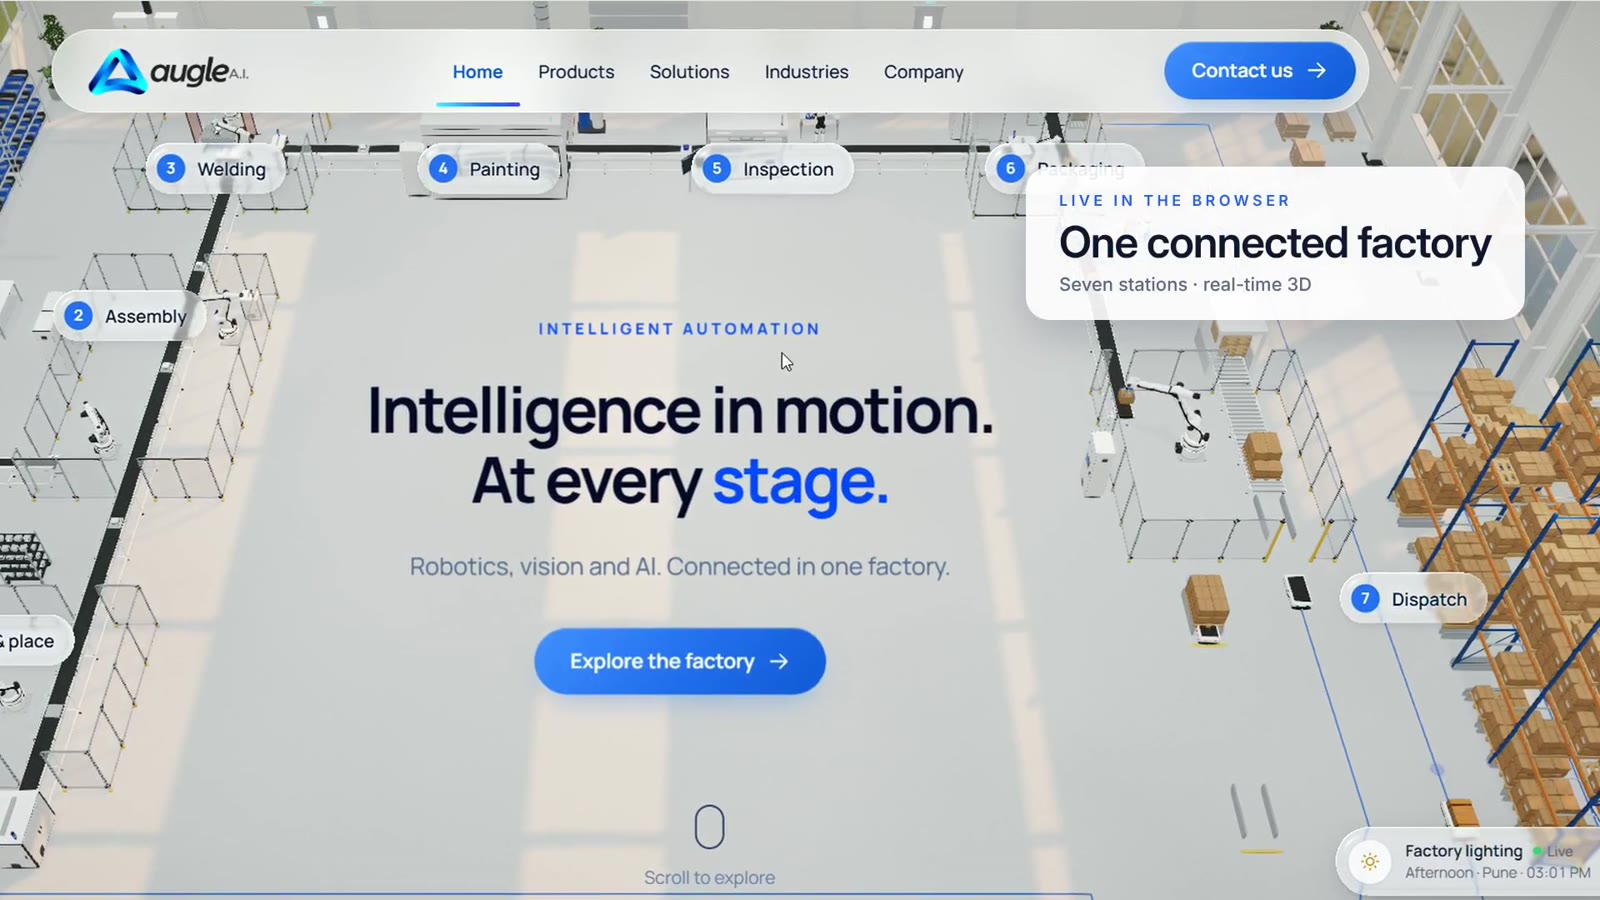 augle A.I.
Home
Products
Solutions
Industries
Company
Contact us
3 Welding
4 Painting
5 Inspection
6 Packaging
LIVE IN THE BROWSER
One connected factory
Seven stations · real-time 3D
2 Assembly
INTELLIGENT AUTOMATION
Intelligence in motion.
At every stage.
Robotics, vision and AI. Connected in one factory.
7 Dispatch
& place
Explore the factory
Scroll to explore
Factory lighting Live
Afternoon · Pune · 03:01 PM